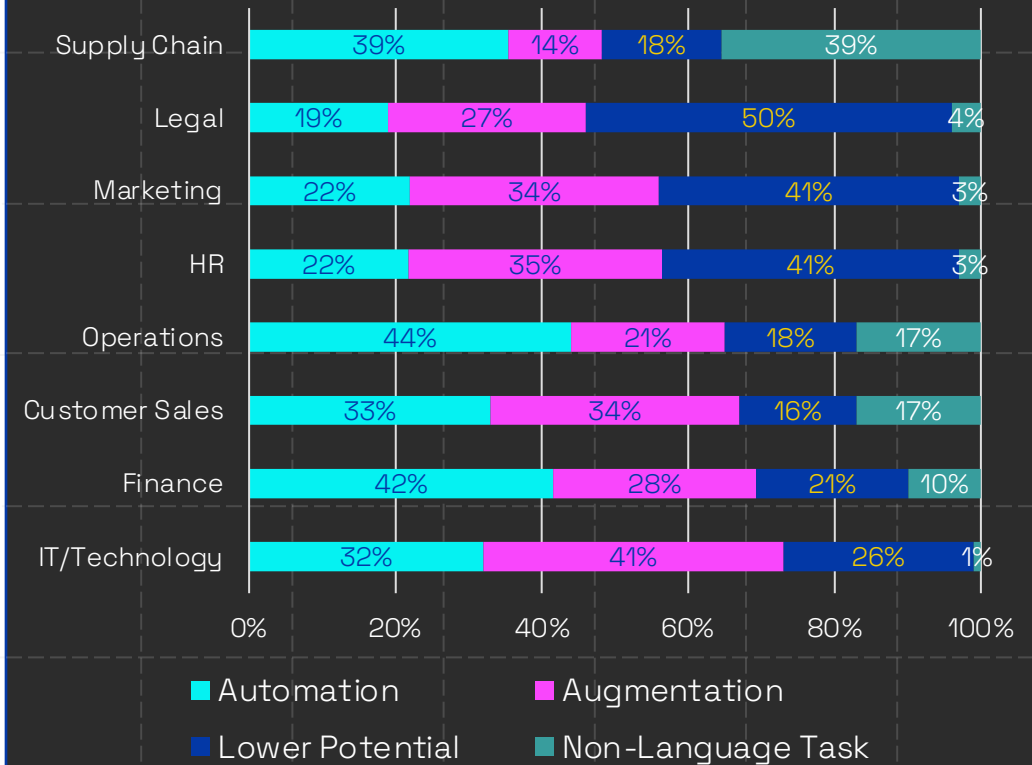 Supply Chain 39% 14% 18% 39%
Legal 19% 27% 50% 4%
Marketing 22% 34% 41% 3%
HR 22% 35% 41% 3%
Operations 44% 21% 18% 17%
Customer Sales 33% 34% 16% 17%
Finance 42% 28% 21% 10%
IT/Technology 32% 41% 26% 1%
0% 20% 40% 60% 80% 100%
Automation Augmentation
Lower Potential Non-Language Task